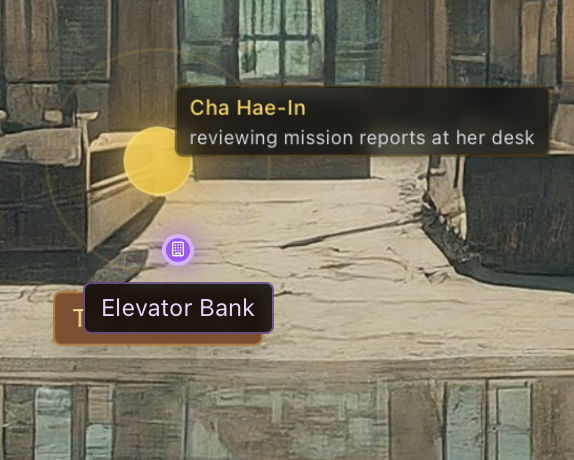 Cha Hae-In
reviewing mission reports at her desk
Elevator Bank